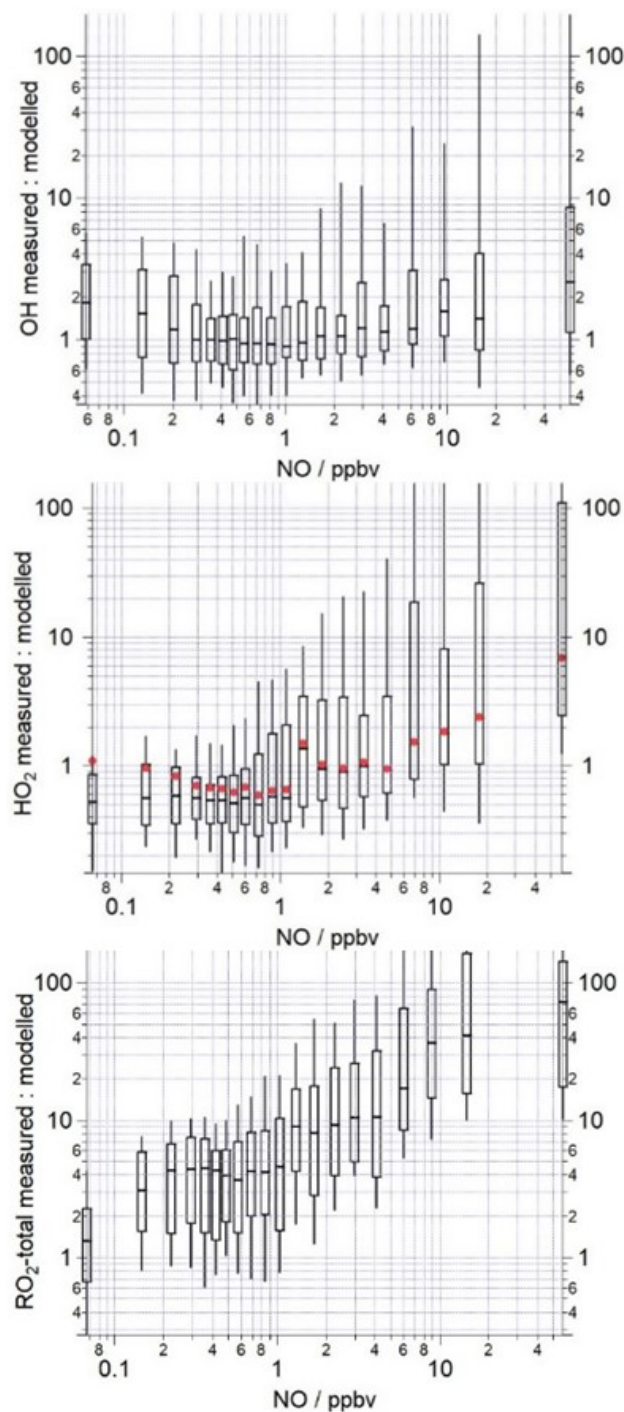 OH measured : modelled
100 100
6 6
4 4
2 2
10 10
6 6
4 4
2 2
1 1
6 6
4 4
6 8 2 4 6 8 2 4 6 8 2 4
0.1 1 10
NO / ppbv
HO₂ measured : modelled
100 100
10 10
1 1
8 2 4 6 8 2 4 6 8 2 4
0.1 1 10
NO / ppbv
RO₂-total measured : modelled
100 100
6 6
4 4
2 2
10 10
6 6
4 4
2 2
1 1
6 6
4 4
8 2 4 6 8 2 4 6 8 2 4
0.1 1 10
NO / ppbv